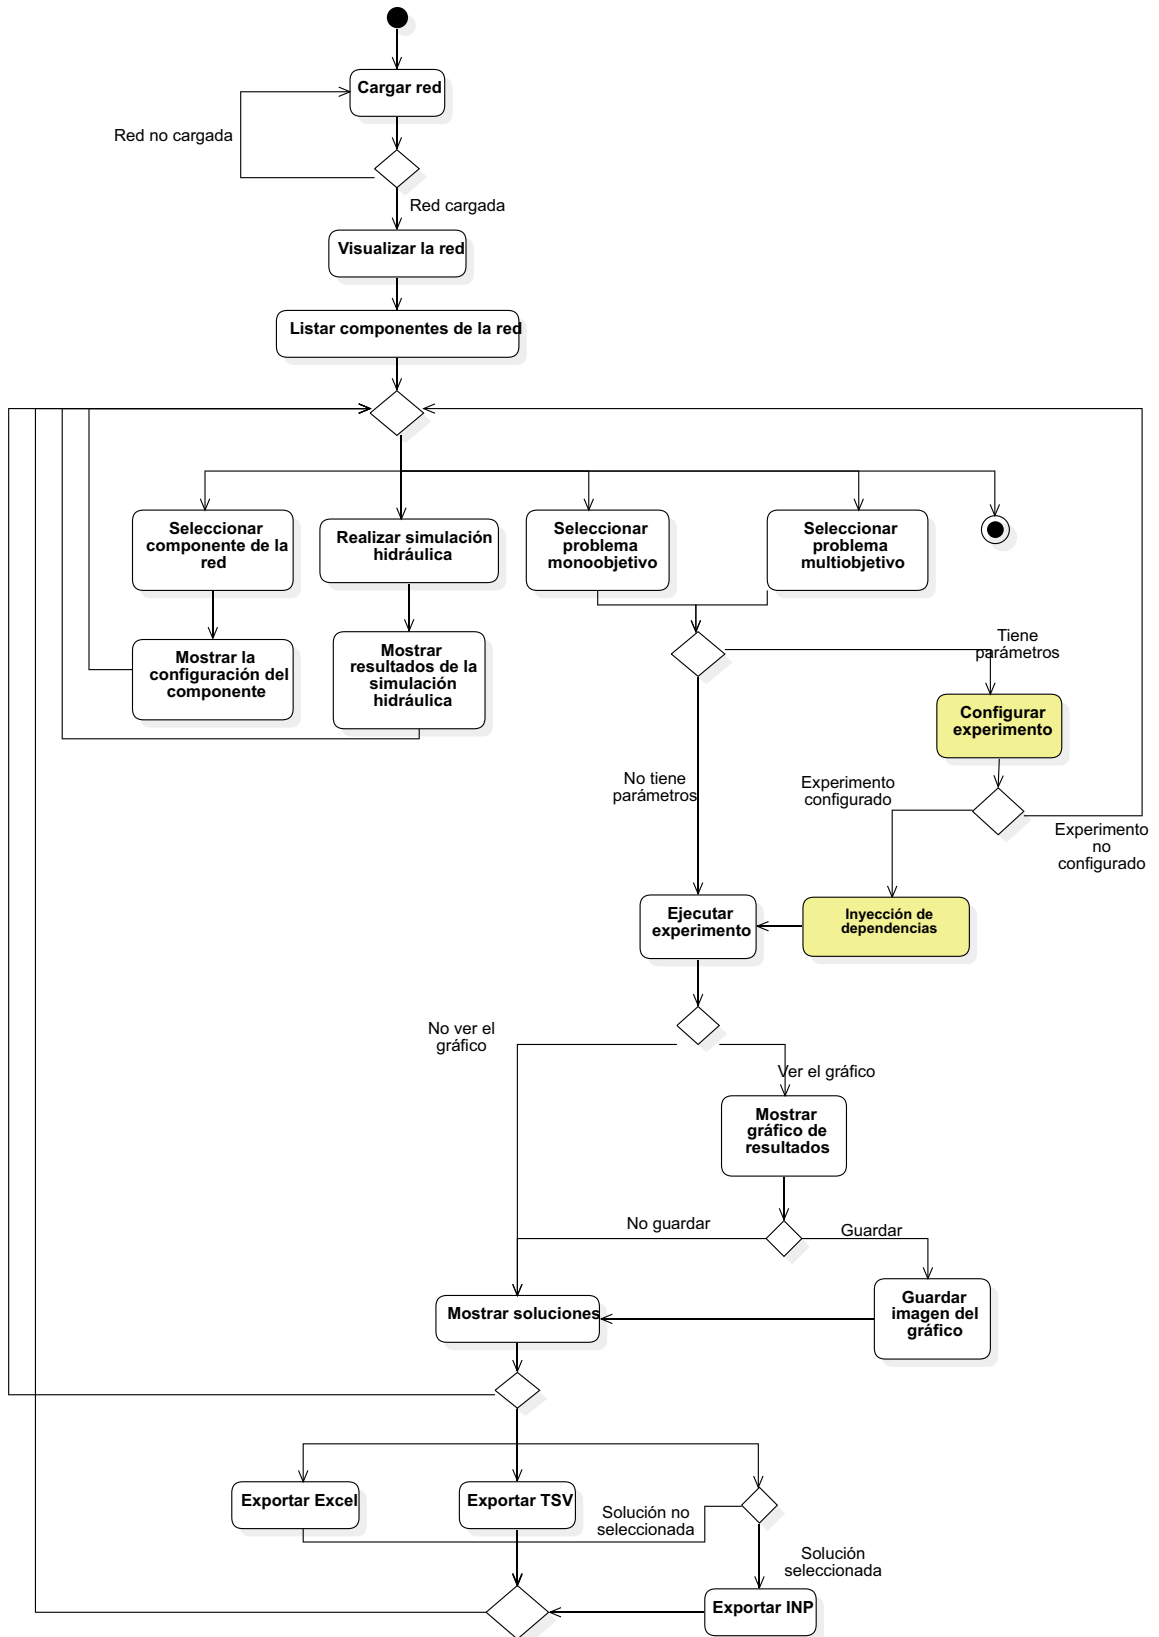 Cargar red
Red no cargada
Red cargada
Visualizar la red
Listar componentes de la red
Seleccionar
componente de la
red
Realizar simulación
hidráulica
Seleccionar
problema
monoobjetivo
Seleccionar
problema
multiobjetivo
Mostrar la
configuración del
componente
Mostrar
resultados de la
simulación
hidráulica
Tiene
parámetros
Configurar
experimento
No tiene
parámetros
Experimento
configurado
Experimento
no
configurado
Ejecutar
experimento
Inyección de
dependencias
No ver el
gráfico
Ver el gráfico
Mostrar
gráfico de
resultados
No guardar
Guardar
Guardar
imagen del
gráfico
Mostrar soluciones
Exportar Excel
Exportar TSV
Solución no
seleccionada
Solución
seleccionada
Exportar INP